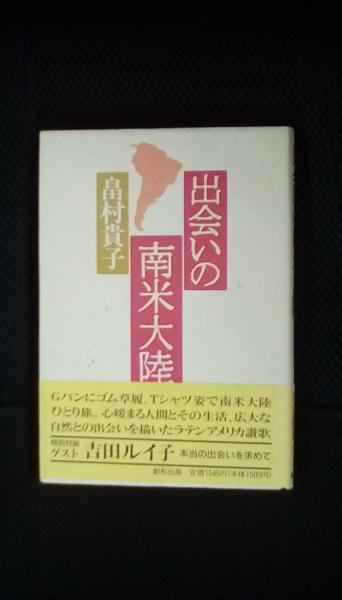 出会いの
南米大陸
畠村貴子
Gパンにゴム草履、Tシャツ姿で南米大陸
ひとり旅。心暖まる人間とその生活、広大な
自然との出会いを描いたラテンアメリカ讃歌
特別対談
ゲスト 吉田ルイ子 本当の出会いを求めて
創和出版 定価1545円(本体1500円)